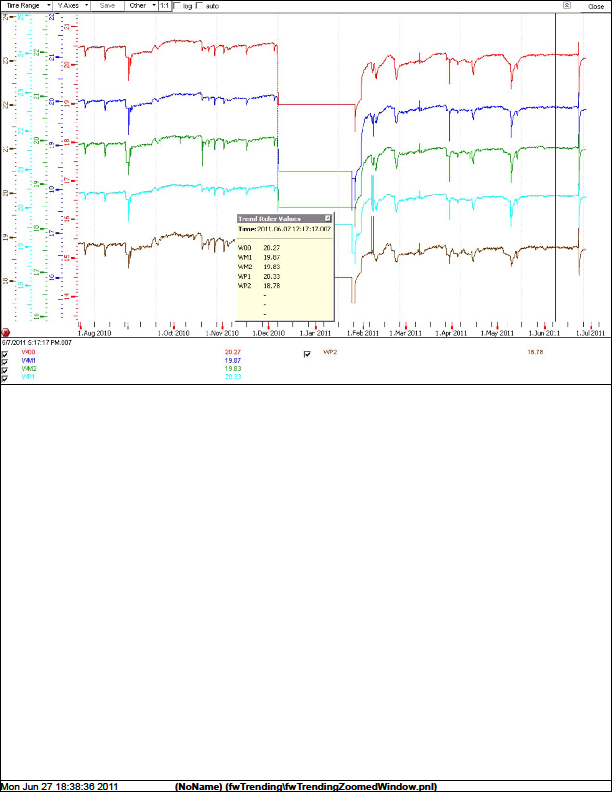 Time Range Y Axes Save Other 1:1 log auto Close
Trend Ruler Values
Time: 2011.06.07 17:17:17.007
W00 20.27
WM1 19.87
WM2 19.83
WP1 20.33
WP2 18.78
-
-
-
1.Aug 2010 1.Oct 2010 1.Nov 2010 1.Dec 2010 1.Jan 2011 1.Feb 2011 1.Mar 2011 1.Apr 2011 1.May 2011 1.Jun 2011 1.Jul 2011
6/7/2011 5:17:17 PM.007
W00 20.27 WP2 18.78
WM1 19.87
WM2 19.83
WP1 20.33
Mon Jun 27 18:38:36 2011 (NoName) (fwTrending\fwTrendingZoomedWindow.pnl)